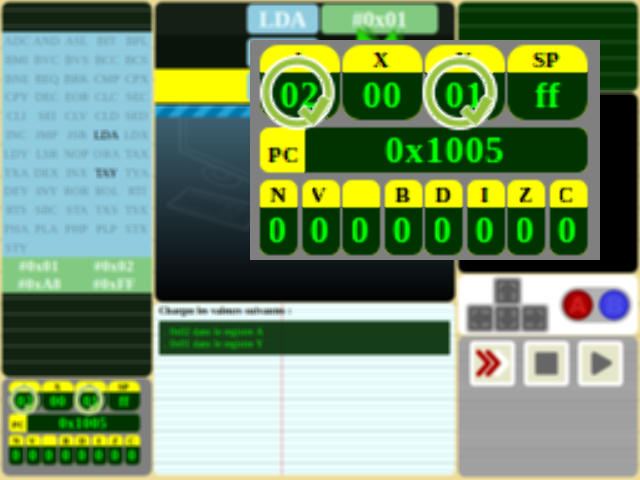 LDA #0x01
X SP
02 00 01 ff
PC 0x1005
N V B D I Z C
0 0 0 0 0 0 0 0
ADC AND ASL BIT BPL
BMI BVC BVS BCC BCS
BNE BEQ BRK CMP CPX
CPY DEC EOR CLC SEC
CLI SEI CLV CLD SED
INC JMP JSR LDA LDX
LDY LSR NOP ORA TAX
TXA DEX INX TAY TYA
DEY INY ROR ROL RTI
RTS SBC STA TXS TSX
PHA PLA PHP PLP STX
STY
#0x01 #0x02
#0xA0 #0xFF
Charger les valeurs suivantes :
0x02 dans le registre A
0x01 dans le registre Y
X SP
02 00 01 ff
PC 0x1005
N V B D I Z C
0 0 0 0 0 0 0 0